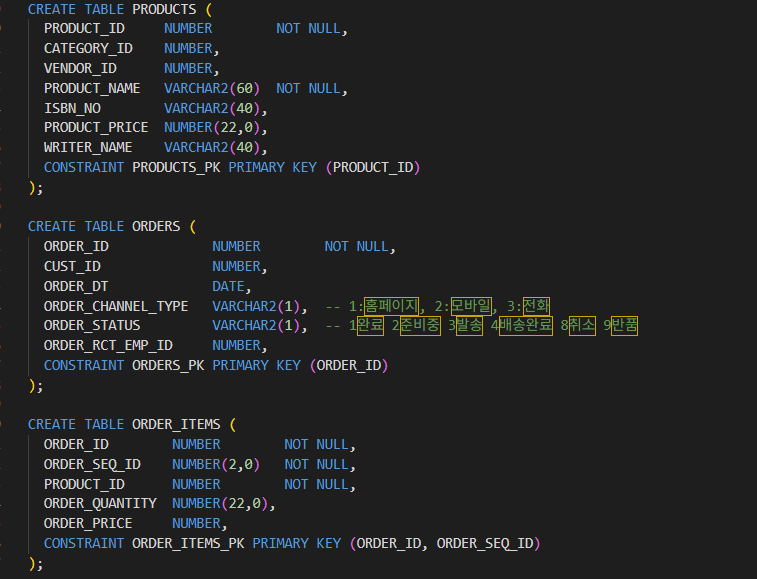 CREATE TABLE PRODUCTS (
PRODUCT_ID NUMBER NOT NULL,
CATEGORY_ID NUMBER,
VENDOR_ID NUMBER,
PRODUCT_NAME VARCHAR2(60) NOT NULL,
ISBN_NO VARCHAR2(40),
PRODUCT_PRICE NUMBER(22,0),
WRITER_NAME VARCHAR2(40),
CONSTRAINT PRODUCTS_PK PRIMARY KEY (PRODUCT_ID)
);
CREATE TABLE ORDERS (
ORDER_ID NUMBER NOT NULL,
CUST_ID NUMBER,
ORDER_DT DATE,
ORDER_CHANNEL_TYPE VARCHAR2(1), -- 1:홈페이지, 2:모바일, 3:전화
ORDER_STATUS VARCHAR2(1), -- 1완료 2준비중 3발송 4배송완료 8취소 9반품
ORDER_RCT_EMP_ID NUMBER,
CONSTRAINT ORDERS_PK PRIMARY KEY (ORDER_ID)
);
CREATE TABLE ORDER_ITEMS (
ORDER_ID NUMBER NOT NULL,
ORDER_SEQ_ID NUMBER(2,0) NOT NULL,
PRODUCT_ID NUMBER NOT NULL,
ORDER_QUANTITY NUMBER(22,0),
ORDER_PRICE NUMBER,
CONSTRAINT ORDER_ITEMS_PK PRIMARY KEY (ORDER_ID, ORDER_SEQ_ID)
);